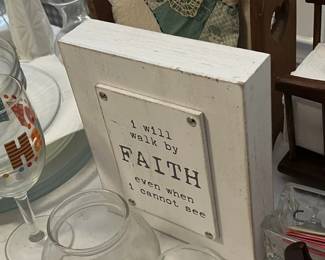 i will
walk by
FAITH
even when
i cannot see